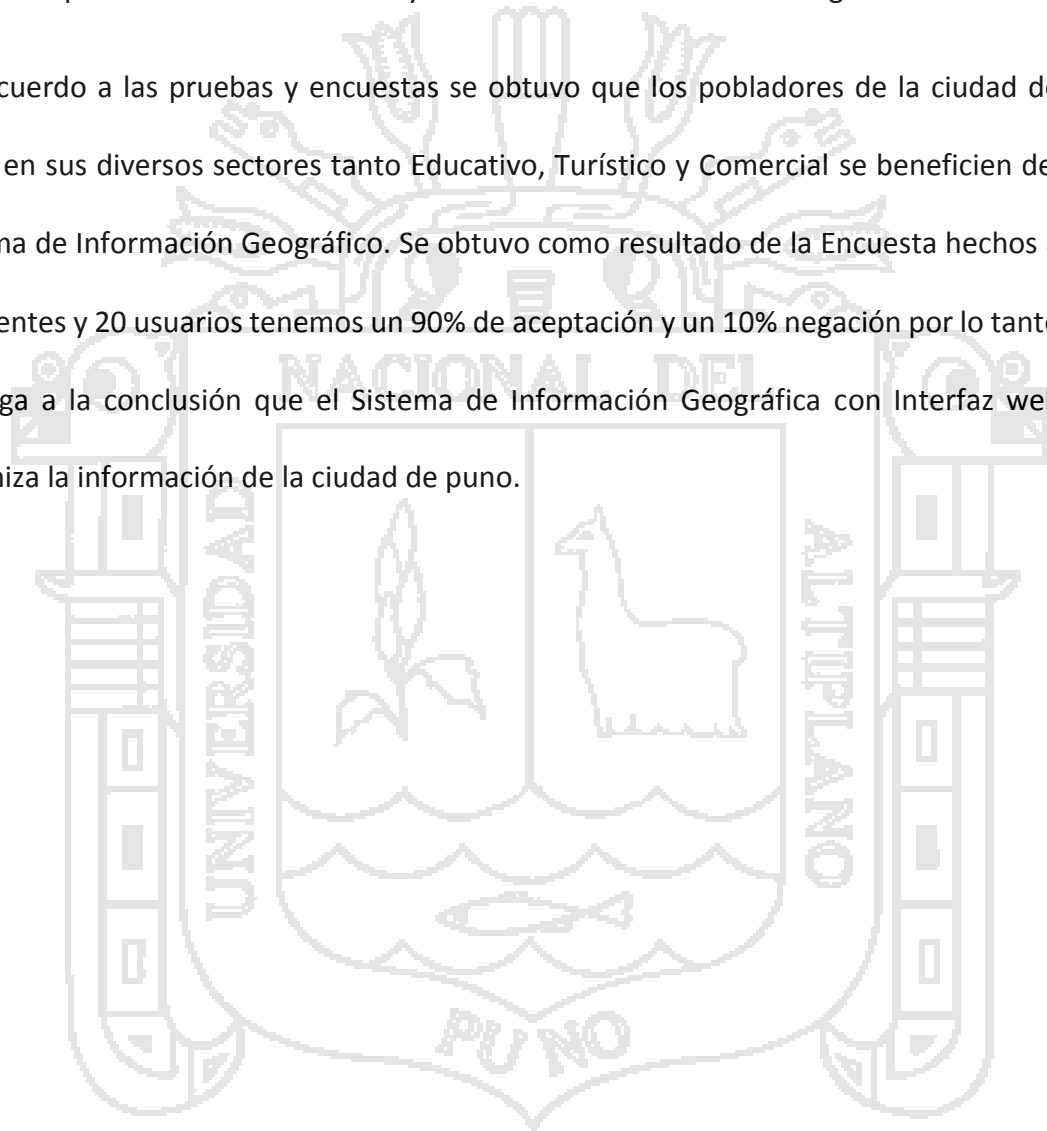 cuerdo a las pruebas y encuestas se obtuvo que los pobladores de la ciudad de
en sus diversos sectores tanto Educativo, Turístico y Comercial se beneficien de
ma de Información Geográfico. Se obtuvo como resultado de la Encuesta hechos
entes y 20 usuarios tenemos un 90% de aceptación y un 10% negación por lo tanto
ga a la conclusión que el Sistema de Información Geográfica con Interfaz we
niza la información de la ciudad de puno.
UNIVERSIDAD
NACIONAL DEL
ALTIPLANO
PUNO